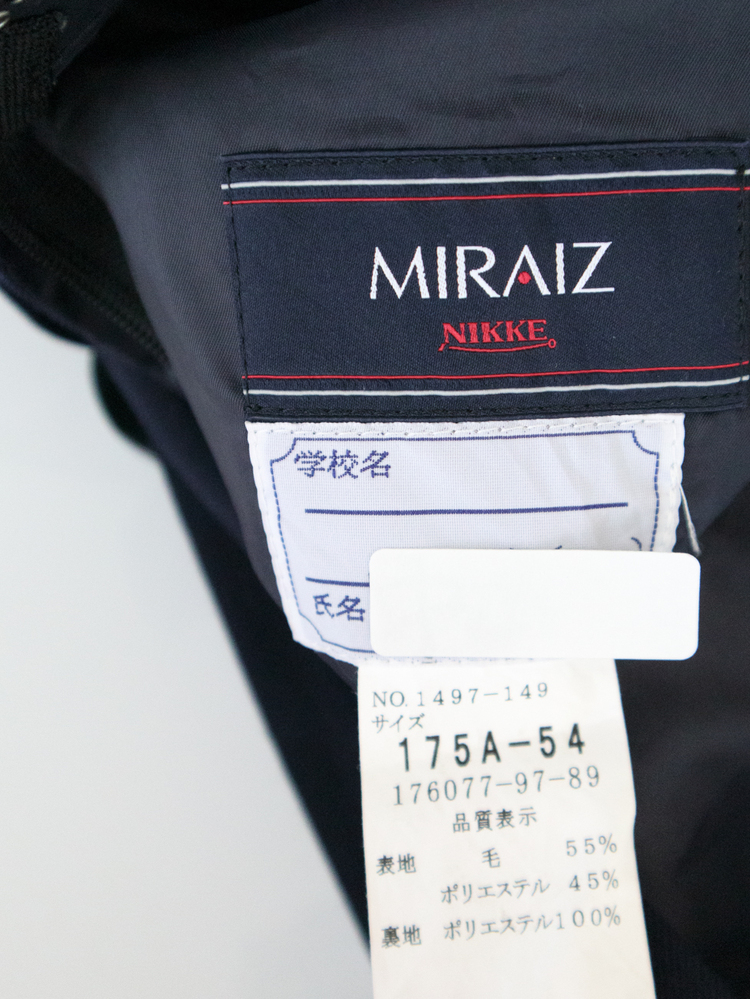 MIRAIZ
NIKKE
学校名
氏名
NO. 1497-149
サイズ
175A-54
176077-97-89
品質表示
表地 毛 55%
ポリエステル 45%
裏地 ポリエステル100%